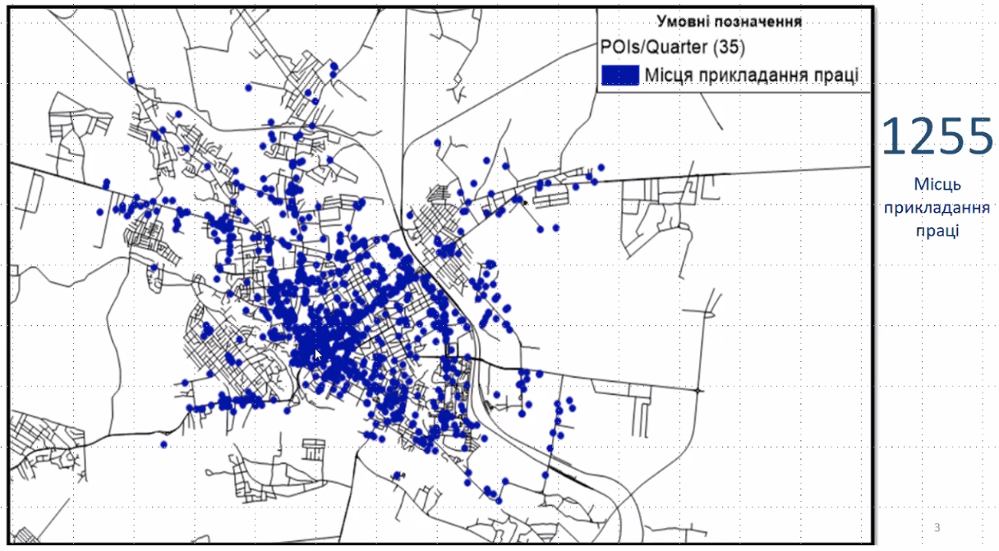 Умовні позначення
POIs/Quarter (35)
Місця прикладання праці
1255
Місць
прикладання
праці
3